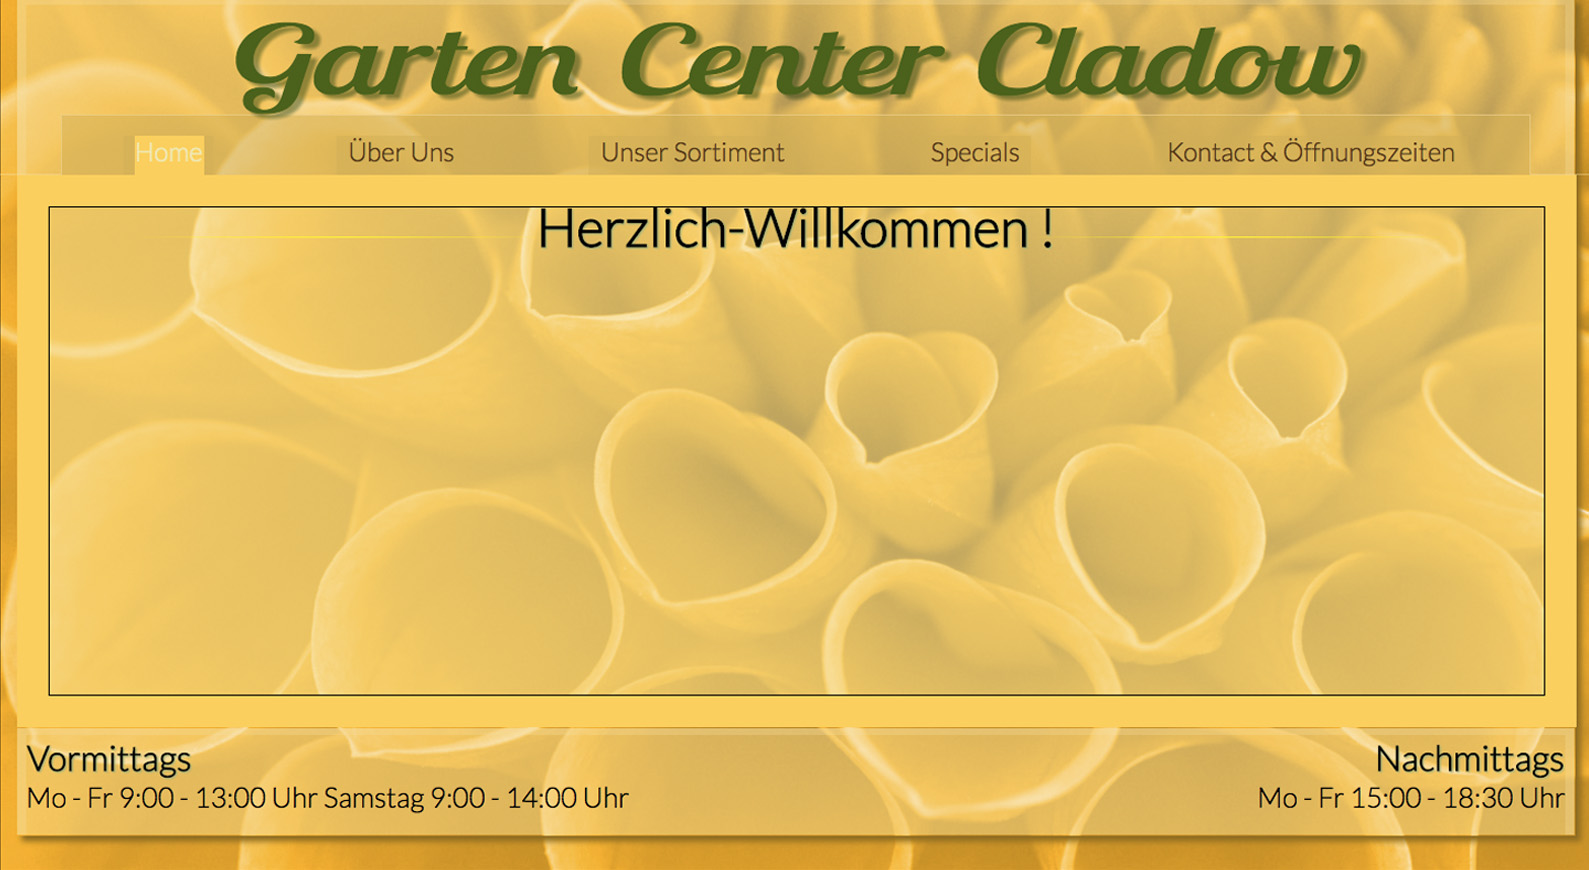 Garten Center Cladow
Home Über Uns Unser Sortiment Specials Kontact & Öffnungszeiten
Herzlich-Willkommen !
Vormittags
Mo - Fr 9:00 - 13:00 Uhr Samstag 9:00 - 14:00 Uhr
Nachmittags
Mo - Fr 15:00 - 18:30 Uhr